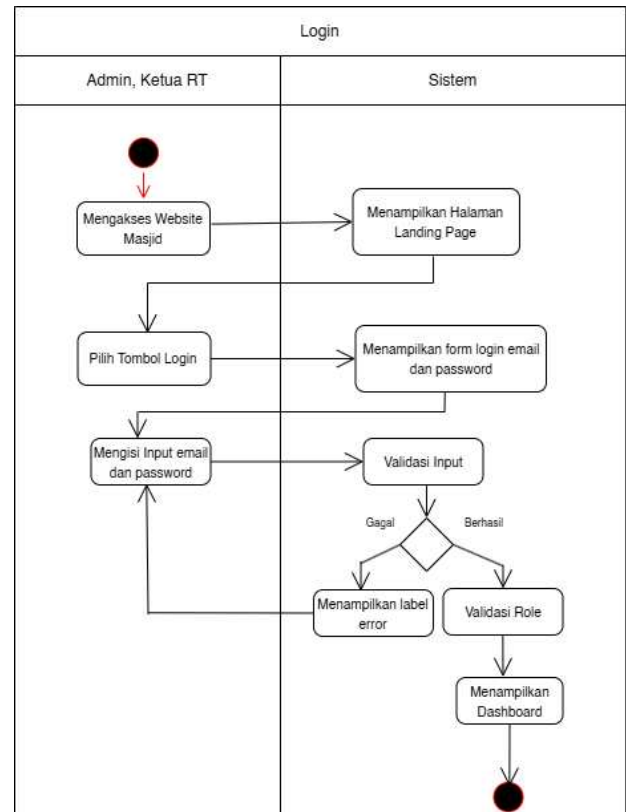 Login
Admin, Ketua RT
Sistem
Mengakses Website
Masjid
Menampilkan Halaman
Landing Page
Pilih Tombol Login
Menampilkan form login email
dan password
Mengisi Input email
dan password
Validasi Input
Gagal
Berhasil
Menampilkan label
error
Validasi Role
Menampilkan
Dashboard